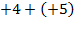 +4 + (+5)